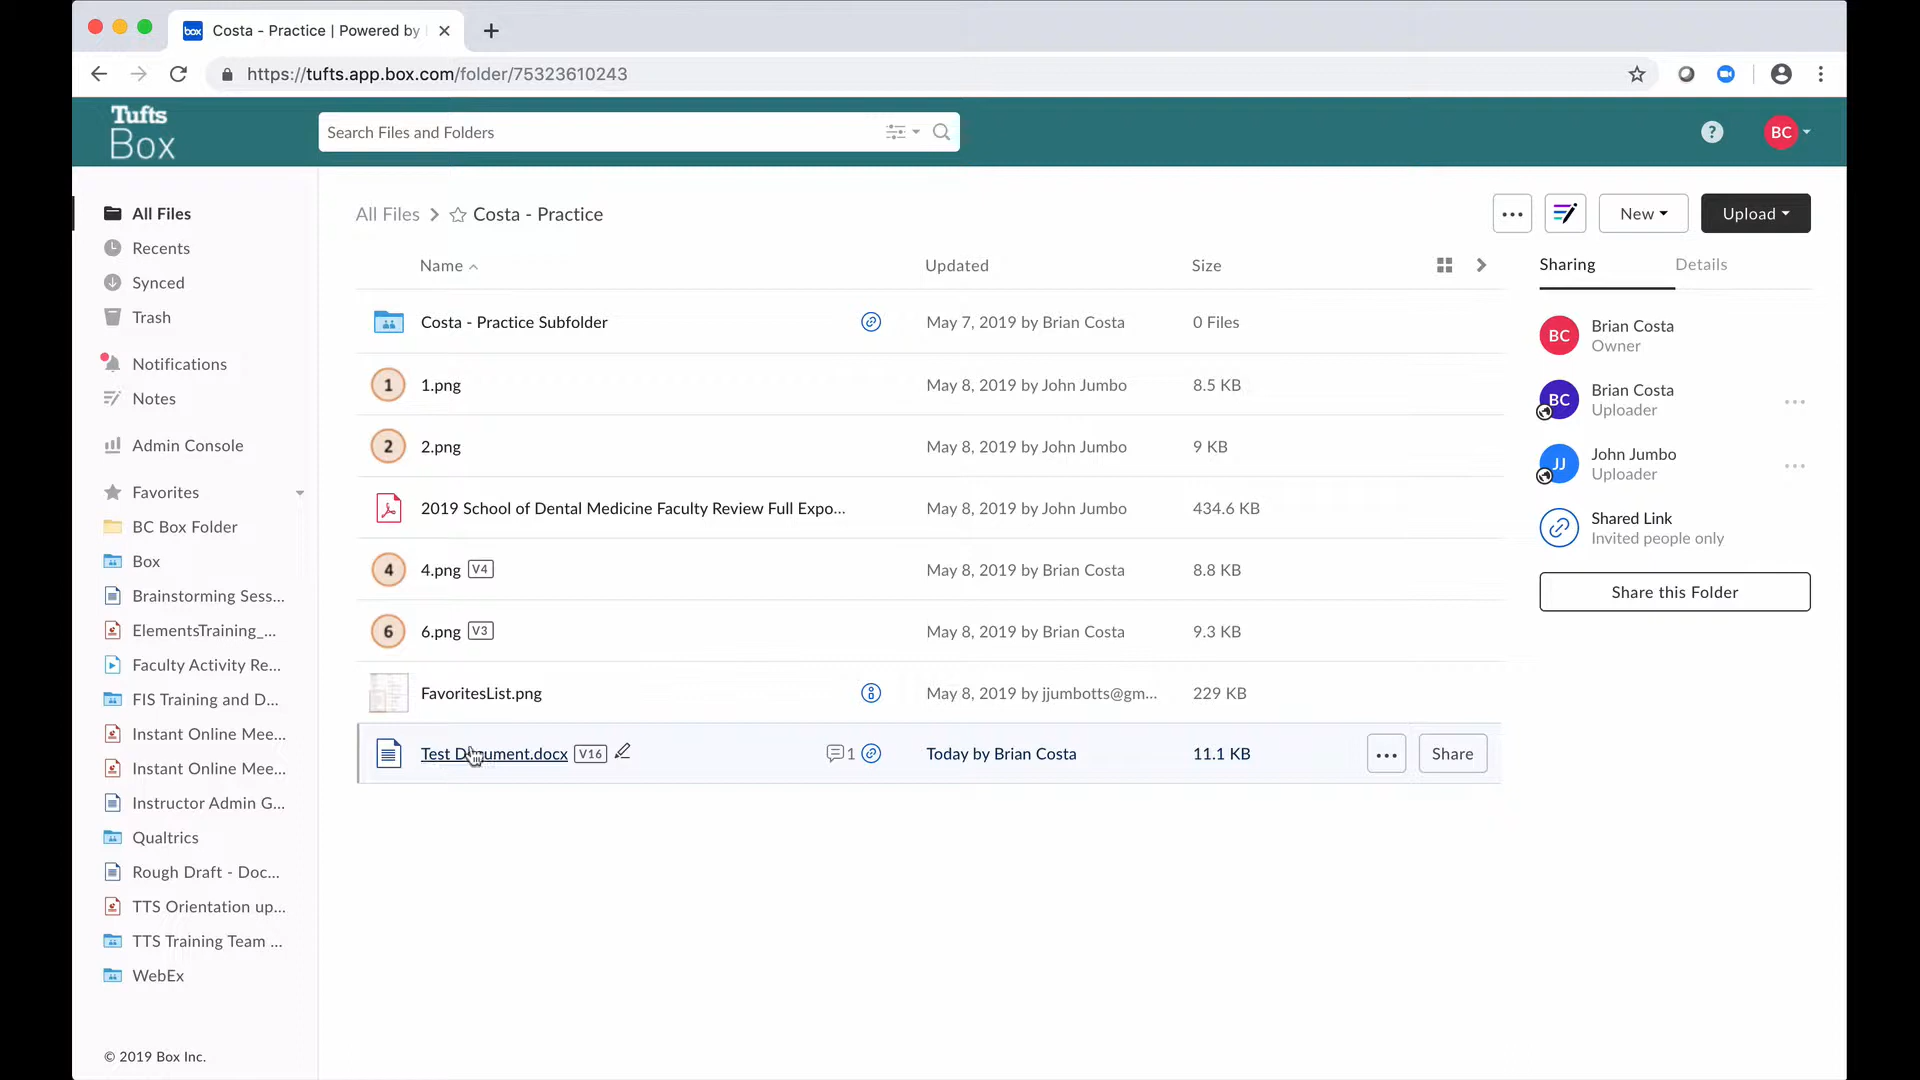 box Costa - Practice | Powered by
https://tufts.app.box.com/folder/75323610243
Tufts
Box
Search Files and Folders
?
BC
All Files
Recents
Synced
Trash
Notifications
Notes
Admin Console
Favorites
BC Box Folder
Box
Brainstorming Sess...
ElementsTraining_...
Faculty Activity Re...
FIS Training and D...
Instant Online Mee...
Instant Online Mee...
Instructor Admin G...
Qualtrics
Rough Draft - Doc...
TTS Orientation up...
TTS Training Team ...
WebEx
© 2019 Box Inc.
All Files Costa - Practice
New
Upload
Name Updated Size
Costa - Practice Subfolder May 7, 2019 by Brian Costa 0 Files
1 1.png May 8, 2019 by John Jumbo 8.5 KB
2 2.png May 8, 2019 by John Jumbo 9 KB
2019 School of Dental Medicine Faculty Review Full Expo... May 8, 2019 by John Jumbo 434.6 KB
4 4.png V4 May 8, 2019 by Brian Costa 8.8 KB
6 6.png V3 May 8, 2019 by Brian Costa 9.3 KB
FavoritesList.png May 8, 2019 by jjumbotts@gm... 229 KB
Test Document.docx V16 1 Today by Brian Costa 11.1 KB ... Share
Sharing Details
BC Brian Costa
Owner
BC Brian Costa
Uploader
JJ John Jumbo
Uploader
Shared Link
Invited people only
Share this Folder